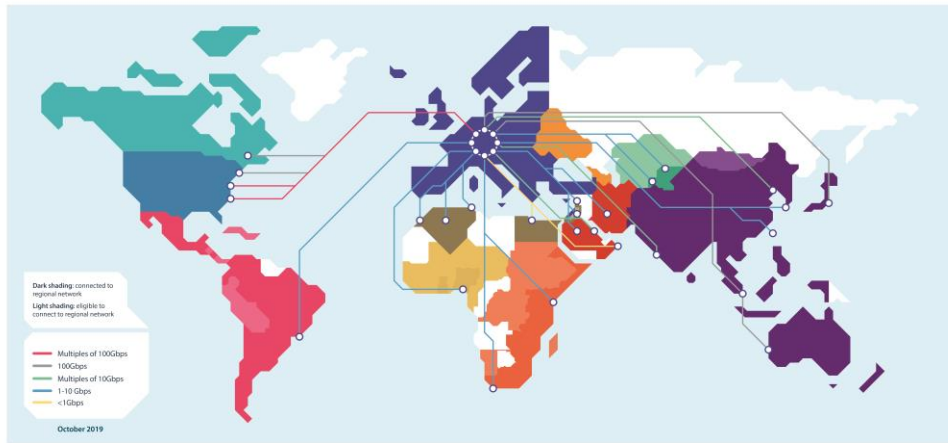 Dark shading: connected to
regional network
Light shading: eligible to
connect to regional network
Multiples of 100Gbps
100Gbps
Multiples of 10Gbps
1-10 Gbps
<1Gbps
October 2019